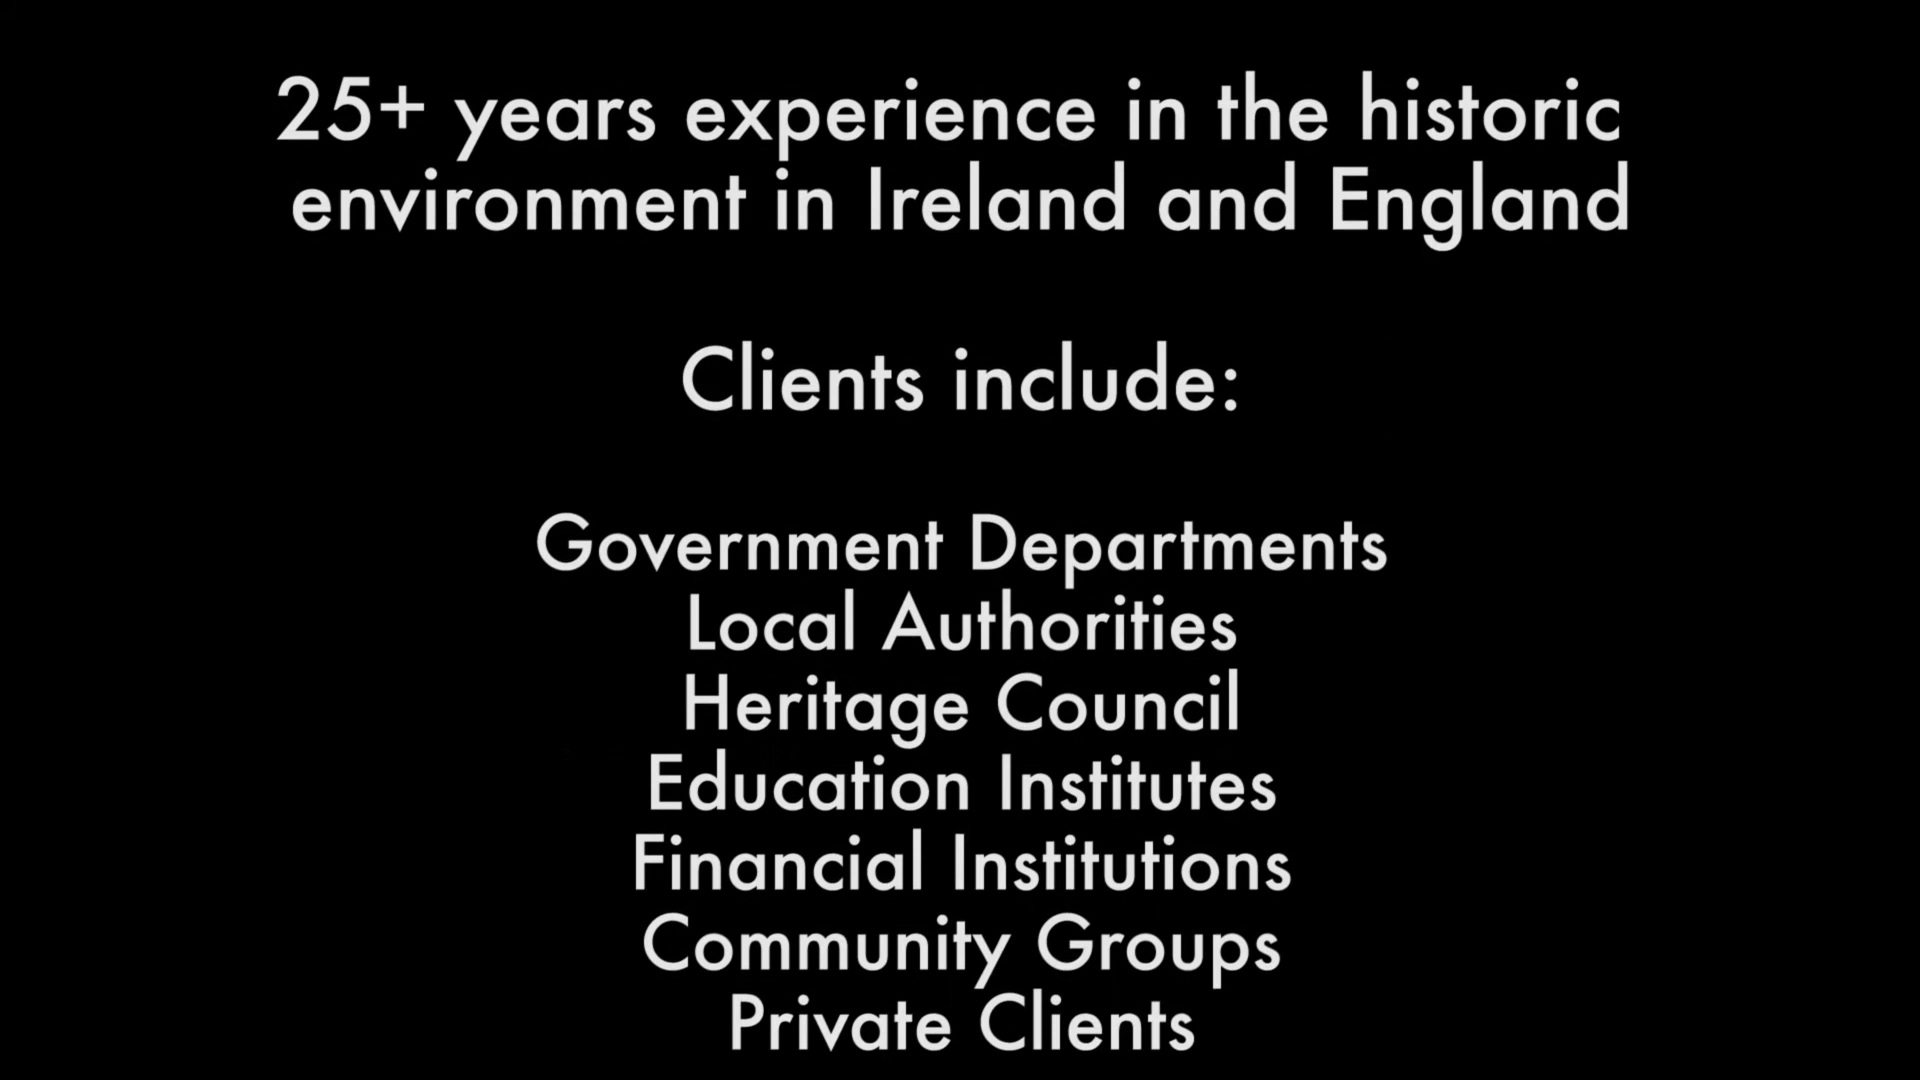 25+ years experience in the historic
environment in Ireland and England
Clients include:
Government Departments
Local Authorities
Heritage Council
Education Institutes
Financial Institutions
Community Groups
Private Clients